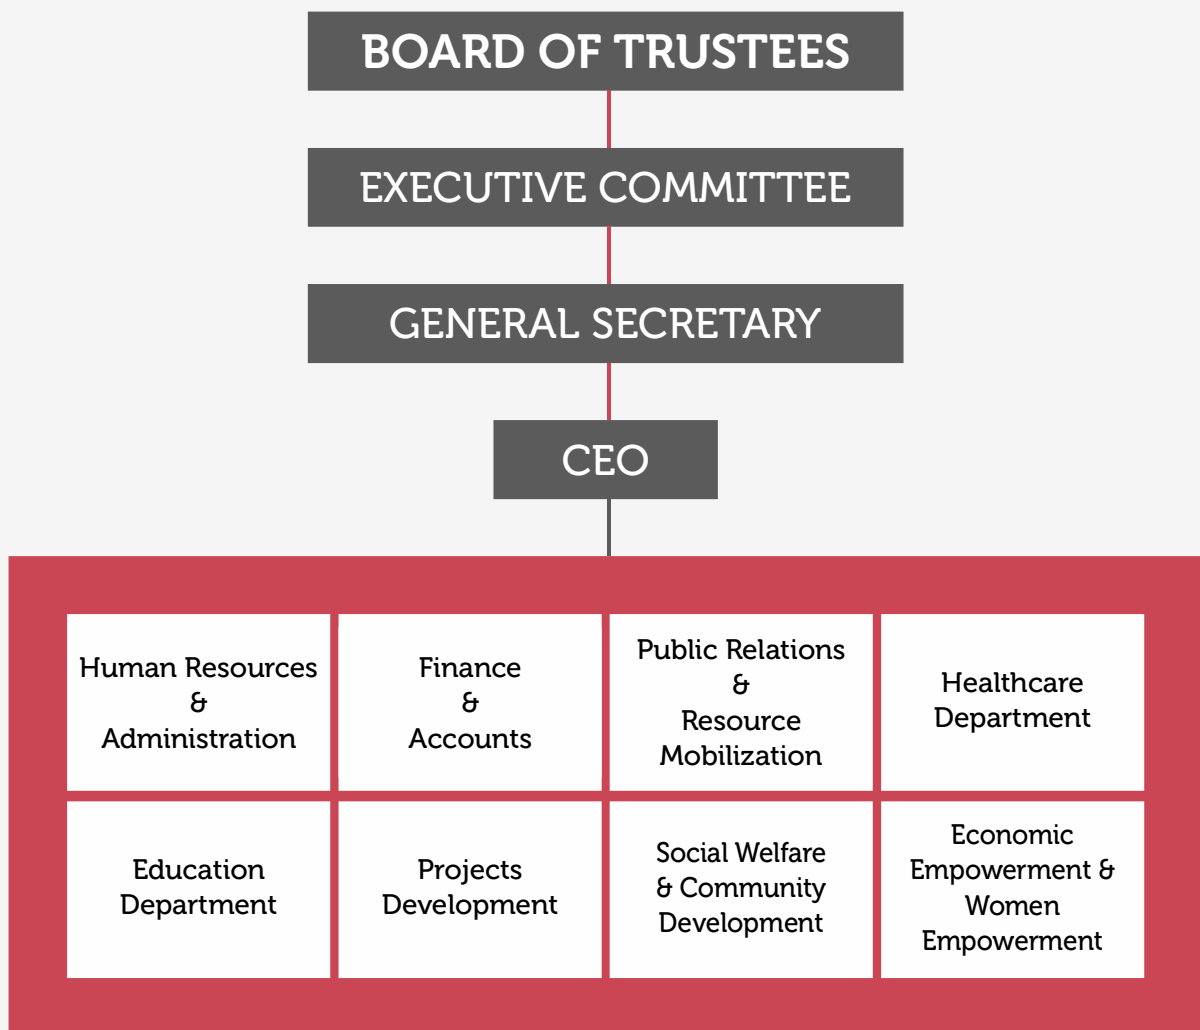 BOARD OF TRUSTEES
EXECUTIVE COMMITTEE
GENERAL SECRETARY
CEO
Human Resources
&
Administration
Finance
&
Accounts
Public Relations
&
Resource
Mobilization
Healthcare
Department
Education
Department
Projects
Development
Social Welfare
& Community
Development
Economic
Empowerment &
Women
Empowerment